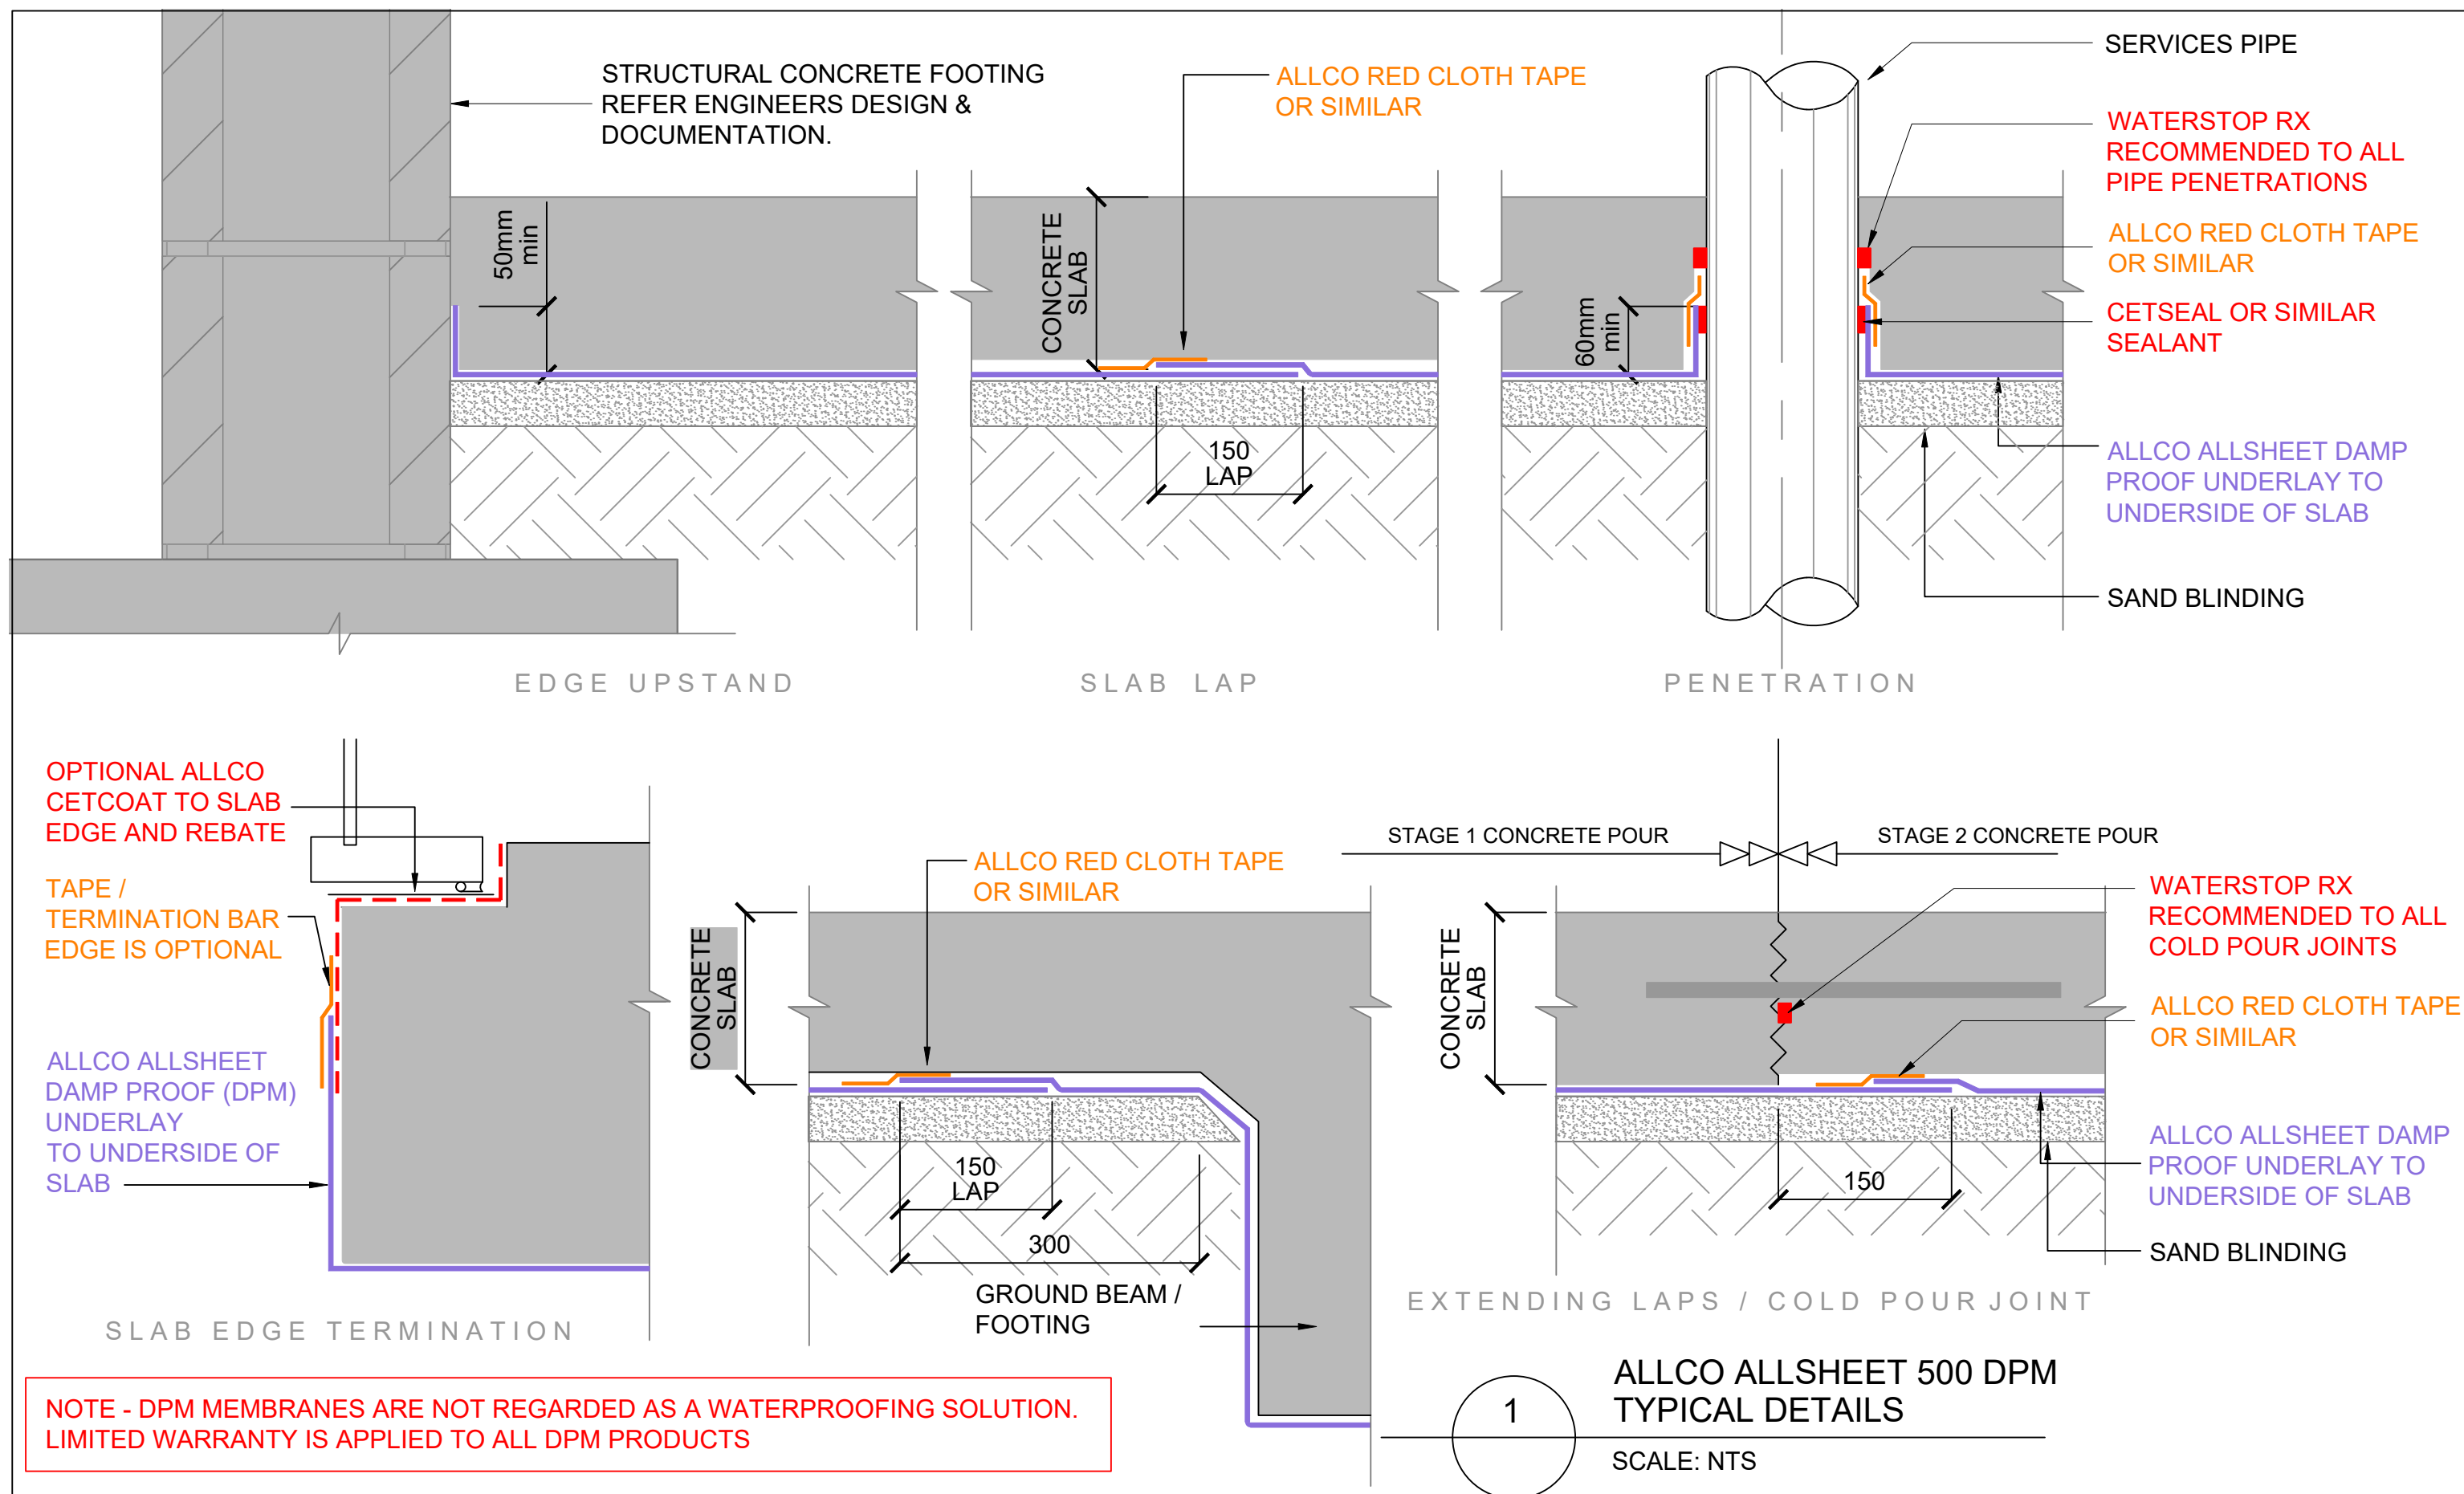 STRUCTURAL CONCRETE FOOTING
REFER ENGINEERS DESIGN &
DOCUMENTATION.
ALLCO RED CLOTH TAPE
OR SIMILAR
SERVICES PIPE
WATERSTOP RX
RECOMMENDED TO ALL
PIPE PENETRATIONS
ALLCO RED CLOTH TAPE
OR SIMILAR
CETSEAL OR SIMILAR
SEALANT
ALLCO ALLSHEET DAMP
PROOF UNDERLAY TO
UNDERSIDE OF SLAB
SAND BLINDING
50mm
min
CONCRETE
SLAB
60mm
min
150
LAP
EDGE UPSTAND
SLAB LAP
PENETRATION
OPTIONAL ALLCO
CETCOAT TO SLAB
EDGE AND REBATE
TAPE /
TERMINATION BAR
EDGE IS OPTIONAL
ALLCO ALLSHEET
DAMP PROOF (DPM)
UNDERLAY
TO UNDERSIDE OF
SLAB
SLAB EDGE TERMINATION
CONCRETE
SLAB
ALLCO RED CLOTH TAPE
OR SIMILAR
150
LAP
300
GROUND BEAM /
FOOTING
STAGE 1 CONCRETE POUR
STAGE 2 CONCRETE POUR
CONCRETE
SLAB
WATERSTOP RX
RECOMMENDED TO ALL
COLD POUR JOINTS
ALLCO RED CLOTH TAPE
OR SIMILAR
ALLCO ALLSHEET DAMP
PROOF UNDERLAY TO
UNDERSIDE OF SLAB
150
SAND BLINDING
EXTENDING LAPS / COLD POUR JOINT
NOTE - DPM MEMBRANES ARE NOT REGARDED AS A WATERPROOFING SOLUTION.
LIMITED WARRANTY IS APPLIED TO ALL DPM PRODUCTS
1
ALLCO ALLSHEET 500 DPM
TYPICAL DETAILS
SCALE: NTS